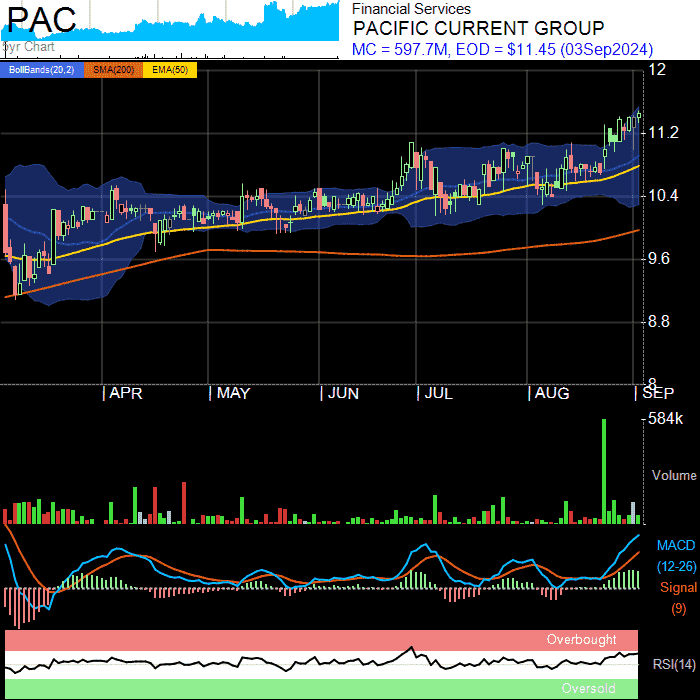 PAC
5yr Chart
Financial Services
PACIFIC CURRENT GROUP
MC = 597.7M, EOD = $11.45 (03Sep2024)
BollBands(20,2) SMA(200) EMA(50)
12
11.2
10.4
9.6
8.8
8
APR MAY JUN JUL AUG SEP
584k
Volume
MACD
(12-26)
Signal
(9)
Overbought
RSI(14)
Oversold